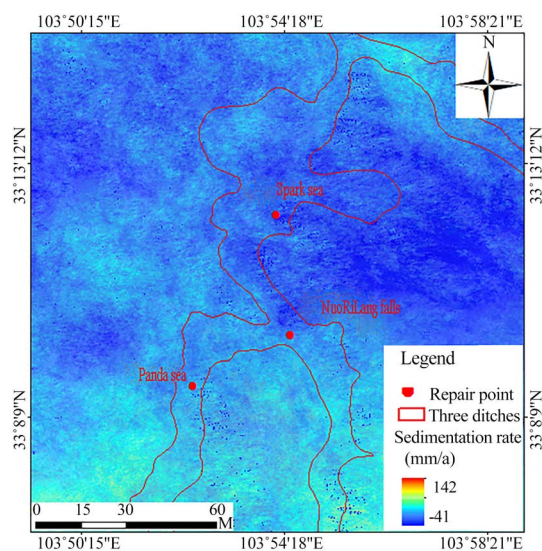 103°50'15"E
103°54'18"E
103°58'21"E
N
33°13'12"
33°13'12"
Spark sea
NuoRiLang falls
Panda sea
33°8'9"N
33°8'9"N
Legend
Repair point
Three ditches
Sedimentation rate
(mm/a)
142
-41
0 15 30 60
M
103°50'15"E
103°54'18"E
103°58'21"E